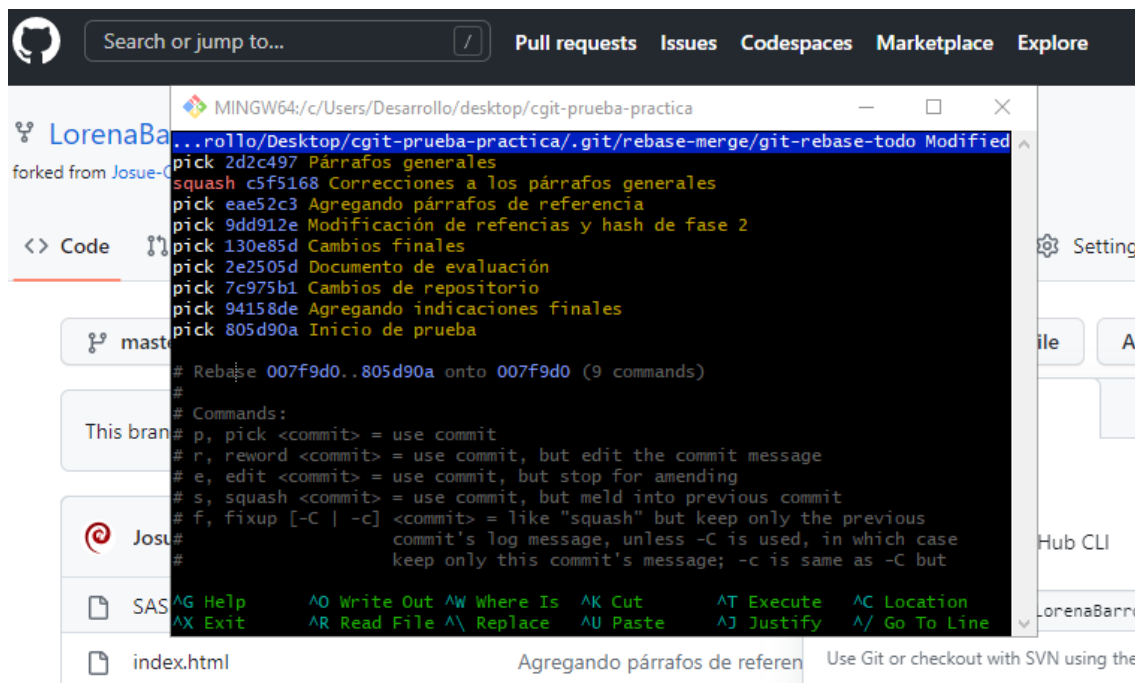 Search or jump to... /
Pull requests Issues Codespaces Marketplace Explore
MINGW64:/c/Users/Desarrollo/desktop/cgit-prueba-practica
LorenaBa
forked from Josue-C
...rollo/Desktop/cgit-prueba-practica/.git/rebase-merge/git-rebase-todo Modified
pick 2d2c497 Párrafos generales
squash c5f5168 Correcciones a los párrafos generales
pick eae52c3 Agregando párrafos de referencia
pick 9dd912e Modificación de refencias y hash de fase 2
<> Code
Setting
pick 130e85d Cambios finales
pick 2e2505d Documento de evaluación
pick 7c975b1 Cambios de repositorio
pick 94158de Agregando indicaciones finales
pick 805d90a Inicio de prueba
maste
ile
A
# Rebase 007f9d0..805d90a onto 007f9d0 (9 commands)
#
# Commands:
This bran
# p, pick <commit> = use commit
# r, reword <commit> = use commit, but edit the commit message
# e, edit <commit> = use commit, but stop for amending
# s, squash <commit> = use commit, but meld into previous commit
# f, fixup [-C | -c] <commit> = like "squash" but keep only the previous
# commit's log message, unless -C is used, in which case
# keep only this commit's message; -c is same as -C but
Josu
Hub CLI
SAS
^G Help ^O Write Out ^W Where Is ^K Cut ^T Execute ^C Location
^X Exit ^R Read File ^\ Replace ^U Paste ^J Justify ^/ Go To Line
LorenaBarro
index.html Agregando párrafos de referen
Use Git or checkout with SVN using the